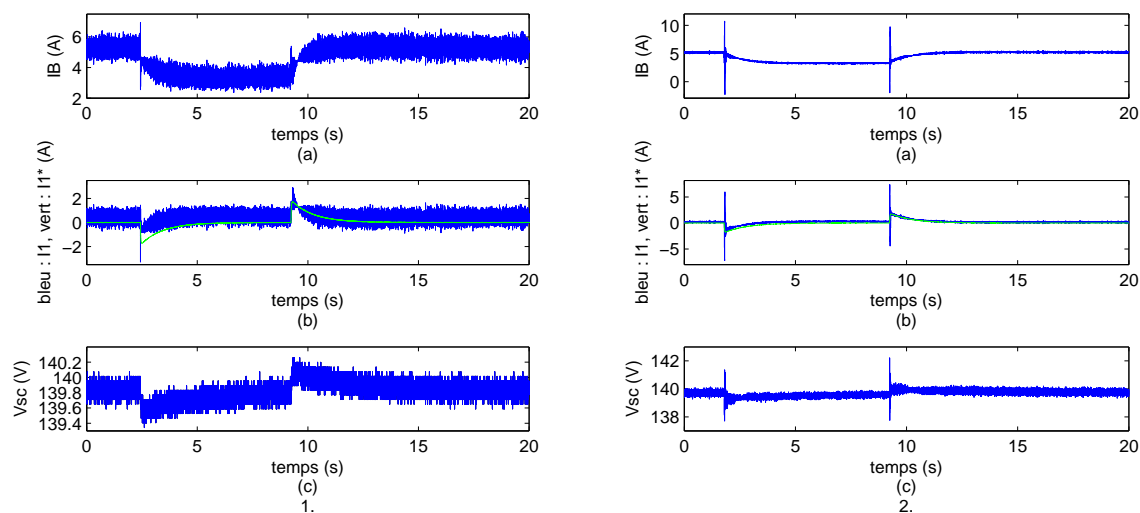 6
4
2
IB (A)
0 5 10 15 20
temps (s)
(a)
2
0
−2
bleu : I1, vert : I1* (A)
0 5 10 15 20
temps (s)
(b)
140.2
140
139.8
139.6
139.4
Vsc (V)
0 5 10 15 20
temps (s)
(c)
1.
10
5
0
IB (A)
0 5 10 15 20
temps (s)
(a)
5
0
−5
bleu : I1, vert : I1* (A)
0 5 10 15 20
temps (s)
(b)
142
140
138
Vsc (V)
0 5 10 15 20
temps (s)
(c)
2.